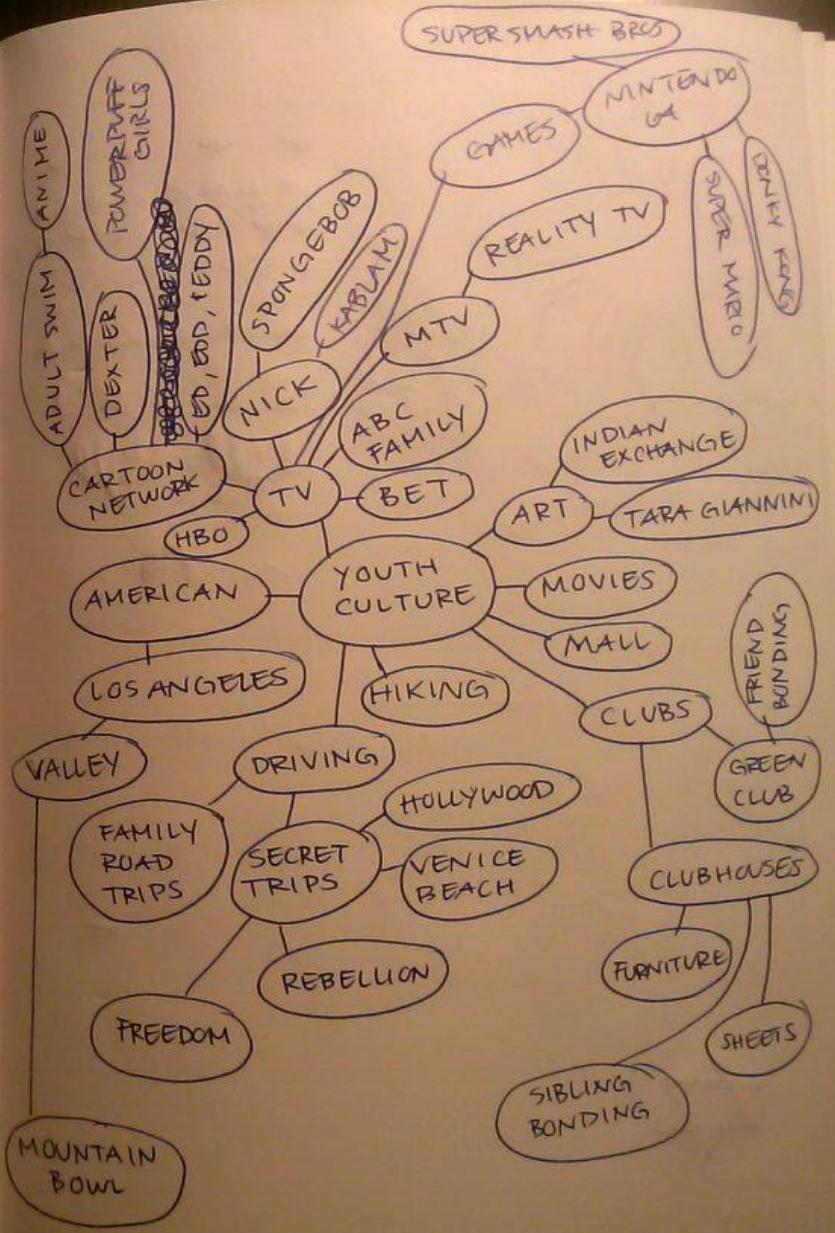 SUPER SMASH BROS
NINTENDO
64
GAMES
DONKY KONG
SUPER MARIO
POWERPUFF
GIRLS
ANIME
ADULT SWIM
DEXTER
ED, EDD, & EDDY
SPONGEBOB
KABLAM
REALITY TV
MTV
NICK
ABC
FAMILY
CARTOON
NETWORK
TV
BET
HBO
INDIAN
EXCHANGE
ART
TARA GIANNINI
YOUTH
CULTURE
AMERICAN
MOVIES
MALL
LOS ANGELES
HIKING
CLUBS
FRIEND
BONDING
VALLEY
DRIVING
GREEN
CLUB
FAMILY
ROAD
TRIPS
SECRET
TRIPS
HOLLYWOOD
VENICE
BEACH
CLUBHOUSES
REBELLION
FREEDOM
FURNITURE
SHEETS
SIBLING
BONDING
MOUNTAIN
BOWL